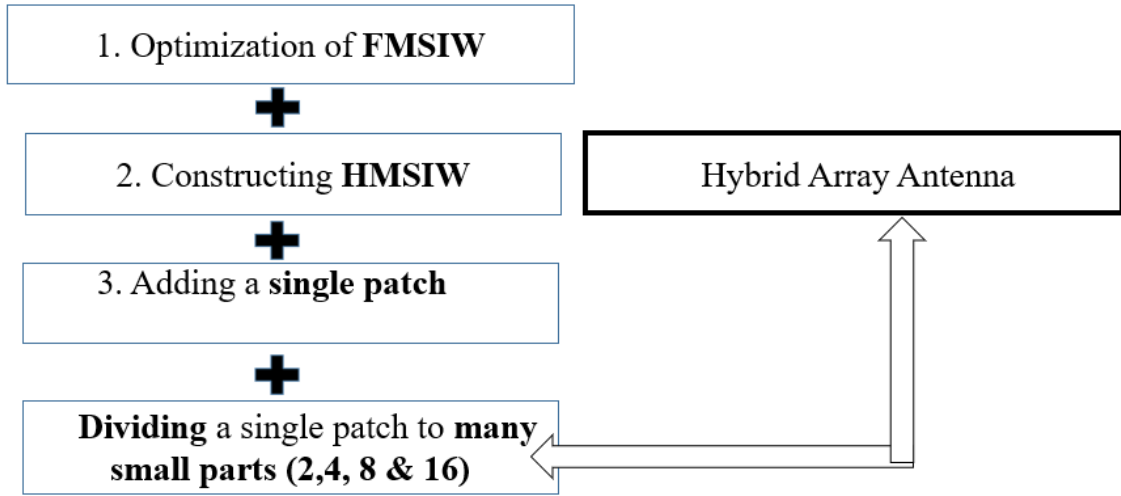 1. Optimization of FMSIW
2. Constructing HMSIW
Hybrid Array Antenna
3. Adding a single patch
Dividing a single patch to many
small parts (2,4, 8 & 16)